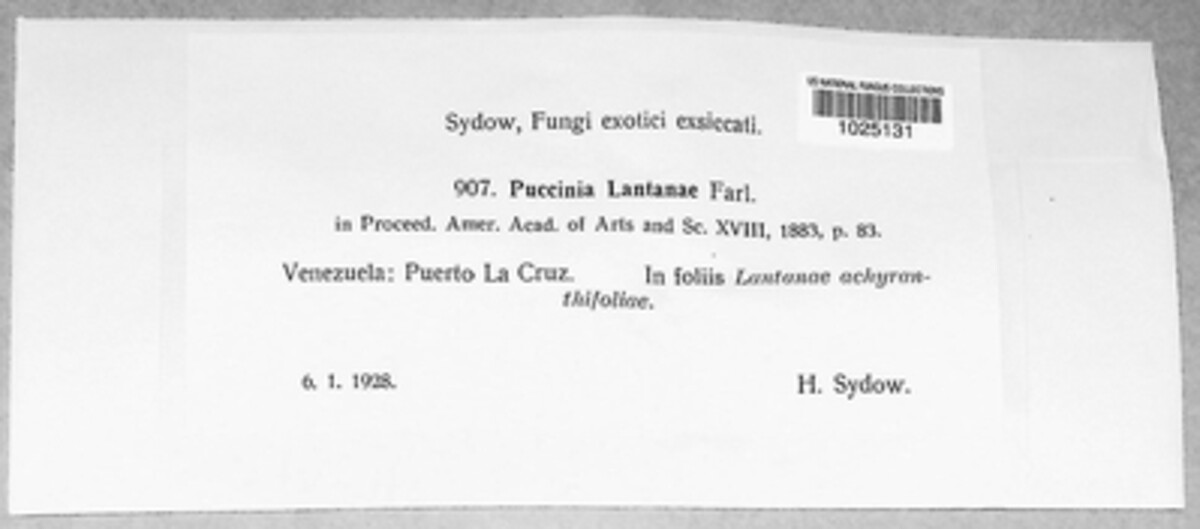 US NATIONAL FUNGUS COLLECTIONS
1025131
Sydow, Fungi exotici exsiccati.
907. Puccinia Lantanae Farl.
in Proceed. Amer. Acad. of Arts and Sc. XVIII, 1883, p. 83.
Venezuela: Puerto La Cruz. In foliis Lantanae achyran-
thifoliae.
6. 1. 1928. H. Sydow.